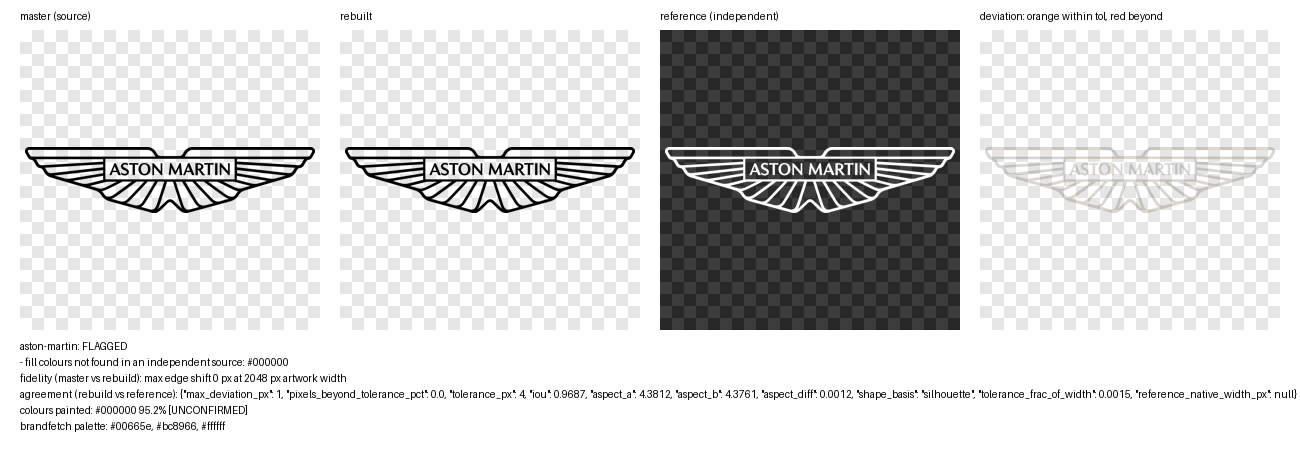 master (source)
rebuilt
reference (independent)
deviation: orange within tol, red beyond
ASTON MARTIN
ASTON MARTIN
ASTON MARTIN
ASTON MARTIN
aston-martin: FLAGGED
- fill colours not found in an independent source: #000000
fidelity (master vs rebuild): max edge shift 0 px at 2048 px artwork width
agreement (rebuild vs reference): {"max_deviation_px": 1, "pixels_beyond_tolerance_pct": 0.0, "tolerance_px": 4, "iou": 0.9687, "aspect_a": 4.3812, "aspect_b": 4.3761, "aspect_diff": 0.0012, "shape_basis": "silhouette", "tolerance_frac_of_width": 0.0015, "reference_native_width_px": null}
colours painted: #000000 95.2% [UNCONFIRMED]
brandfetch palette: #00665e, #bc8966, #ffffff